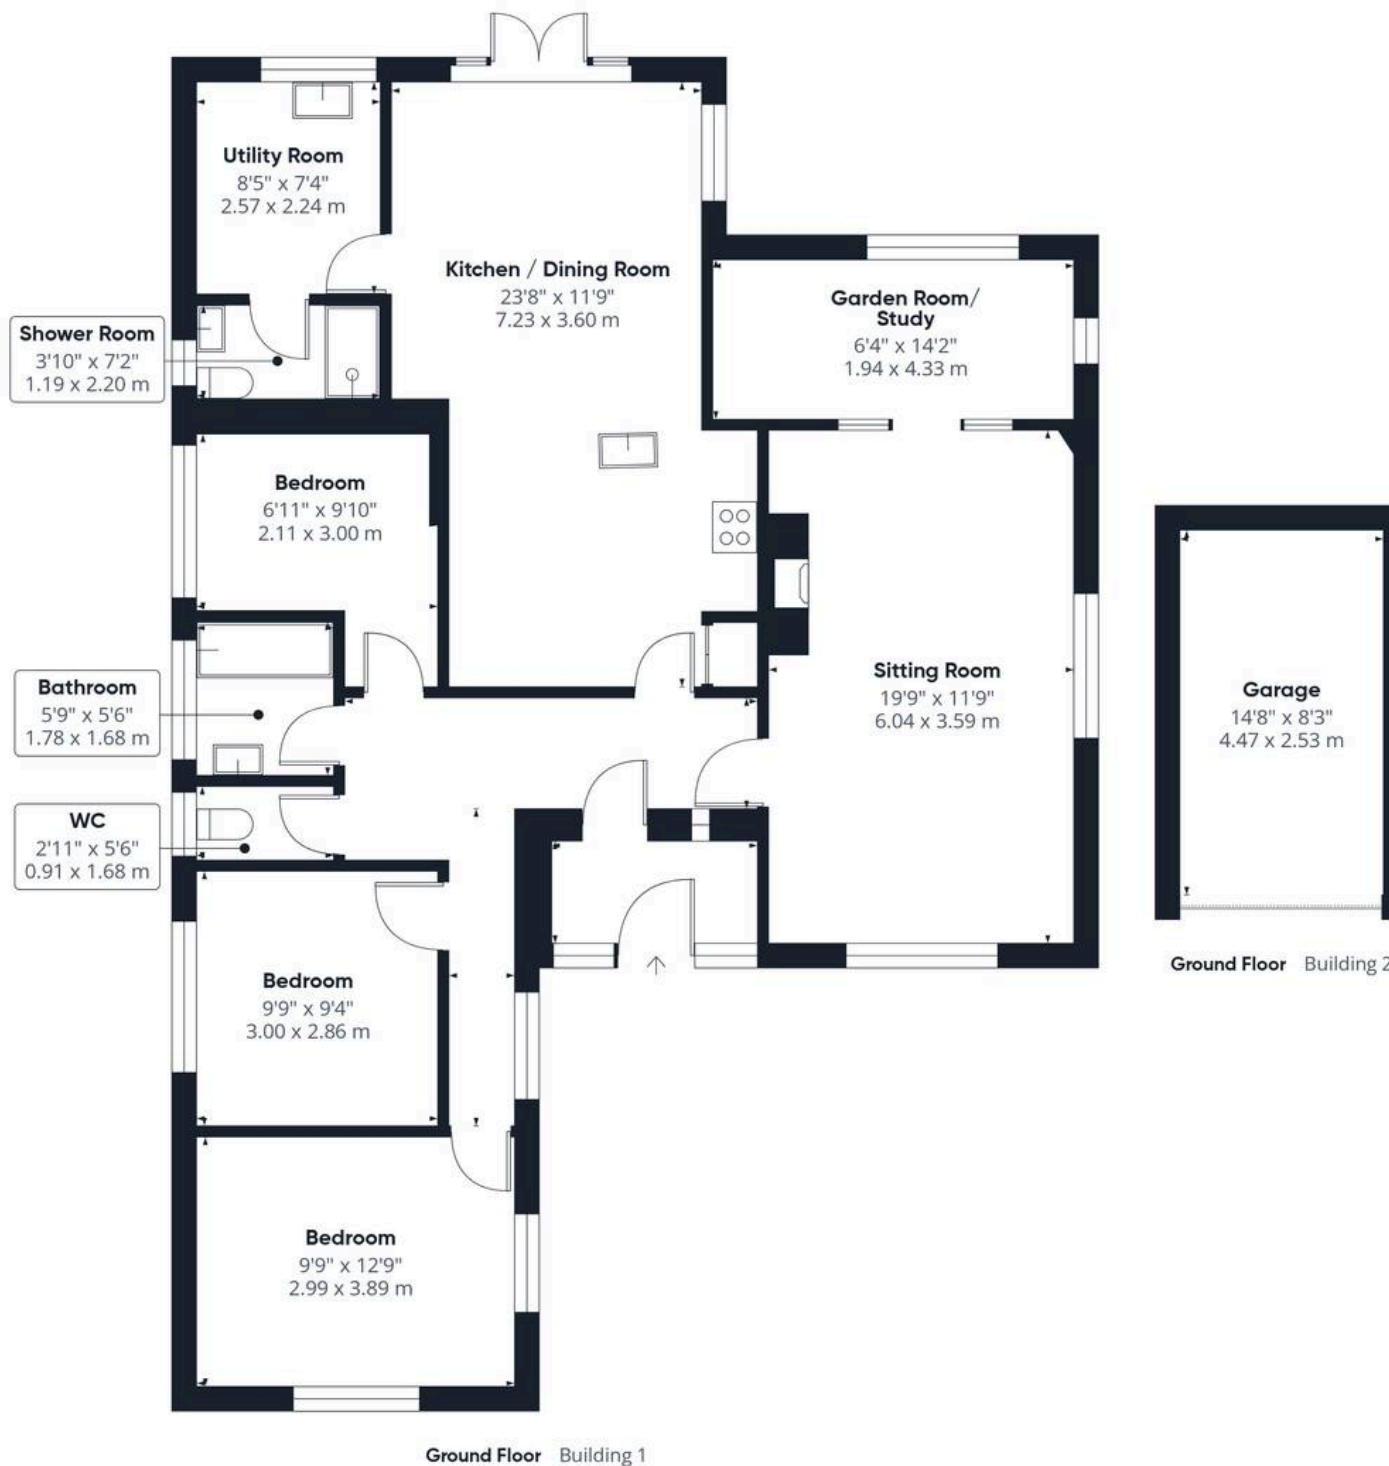 Utility Room
8'5" x 7'4"
2.57 x 2.24 m
Kitchen / Dining Room
23'8" x 11'9"
7.23 x 3.60 m
Garden Room/
Study
6'4" x 14'2"
1.94 x 4.33 m
Shower Room
3'10" x 7'2"
1.19 x 2.20 m
Bedroom
6'11" x 9'10"
2.11 x 3.00 m
Sitting Room
19'9" x 11'9"
6.04 x 3.59 m
Garage
14'8" x 8'3"
4.47 x 2.53 m
Bathroom
5'9" x 5'6"
1.78 x 1.68 m
WC
2'11" x 5'6"
0.91 x 1.68 m
Bedroom
9'9" x 9'4"
3.00 x 2.86 m
Ground Floor Building 2
Bedroom
9'9" x 12'9"
2.99 x 3.89 m
Ground Floor Building 1